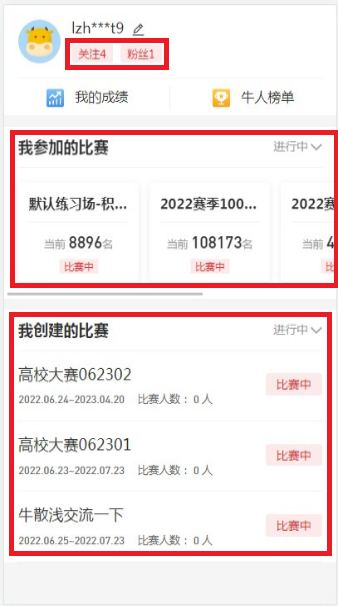 lzh***t9
关注4 粉丝1
我的成绩 牛人榜单
我参加的比赛 进行中
默认练习场-积... 2022赛季100... 2022赛
当前 8896名 当前 108173名 当前 4
比赛中 比赛中 比
我创建的比赛 进行中
高校大赛062302
2022.06.24~2023.04.20 比赛人数： 0 人 比赛中
高校大赛062301
2022.06.23~2022.07.23 比赛人数： 0 人 比赛中
牛散浅交流一下
2022.06.25~2022.07.23 比赛人数： 0 人 比赛中